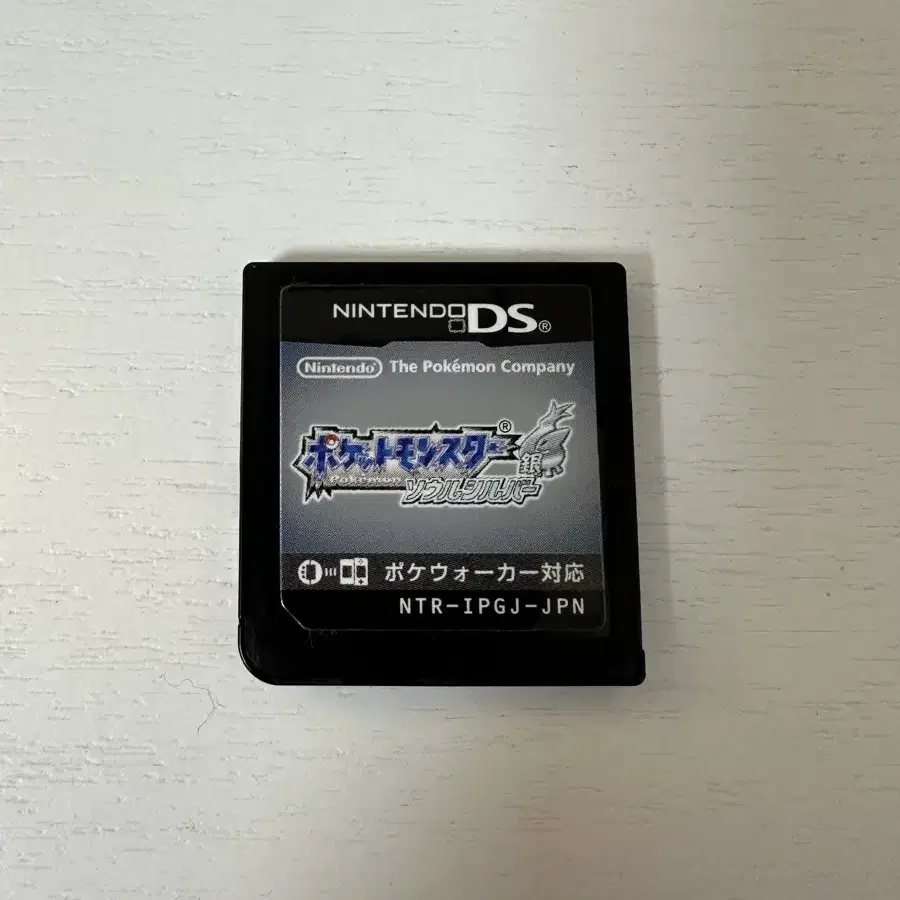 NINTENDO DS®
Nintendo® The Pokémon Company
ポケットモンスター®
Pokémon
銀
ソウルシルバー
ポケウォーカー対応
NTR-IPGJ-JPN